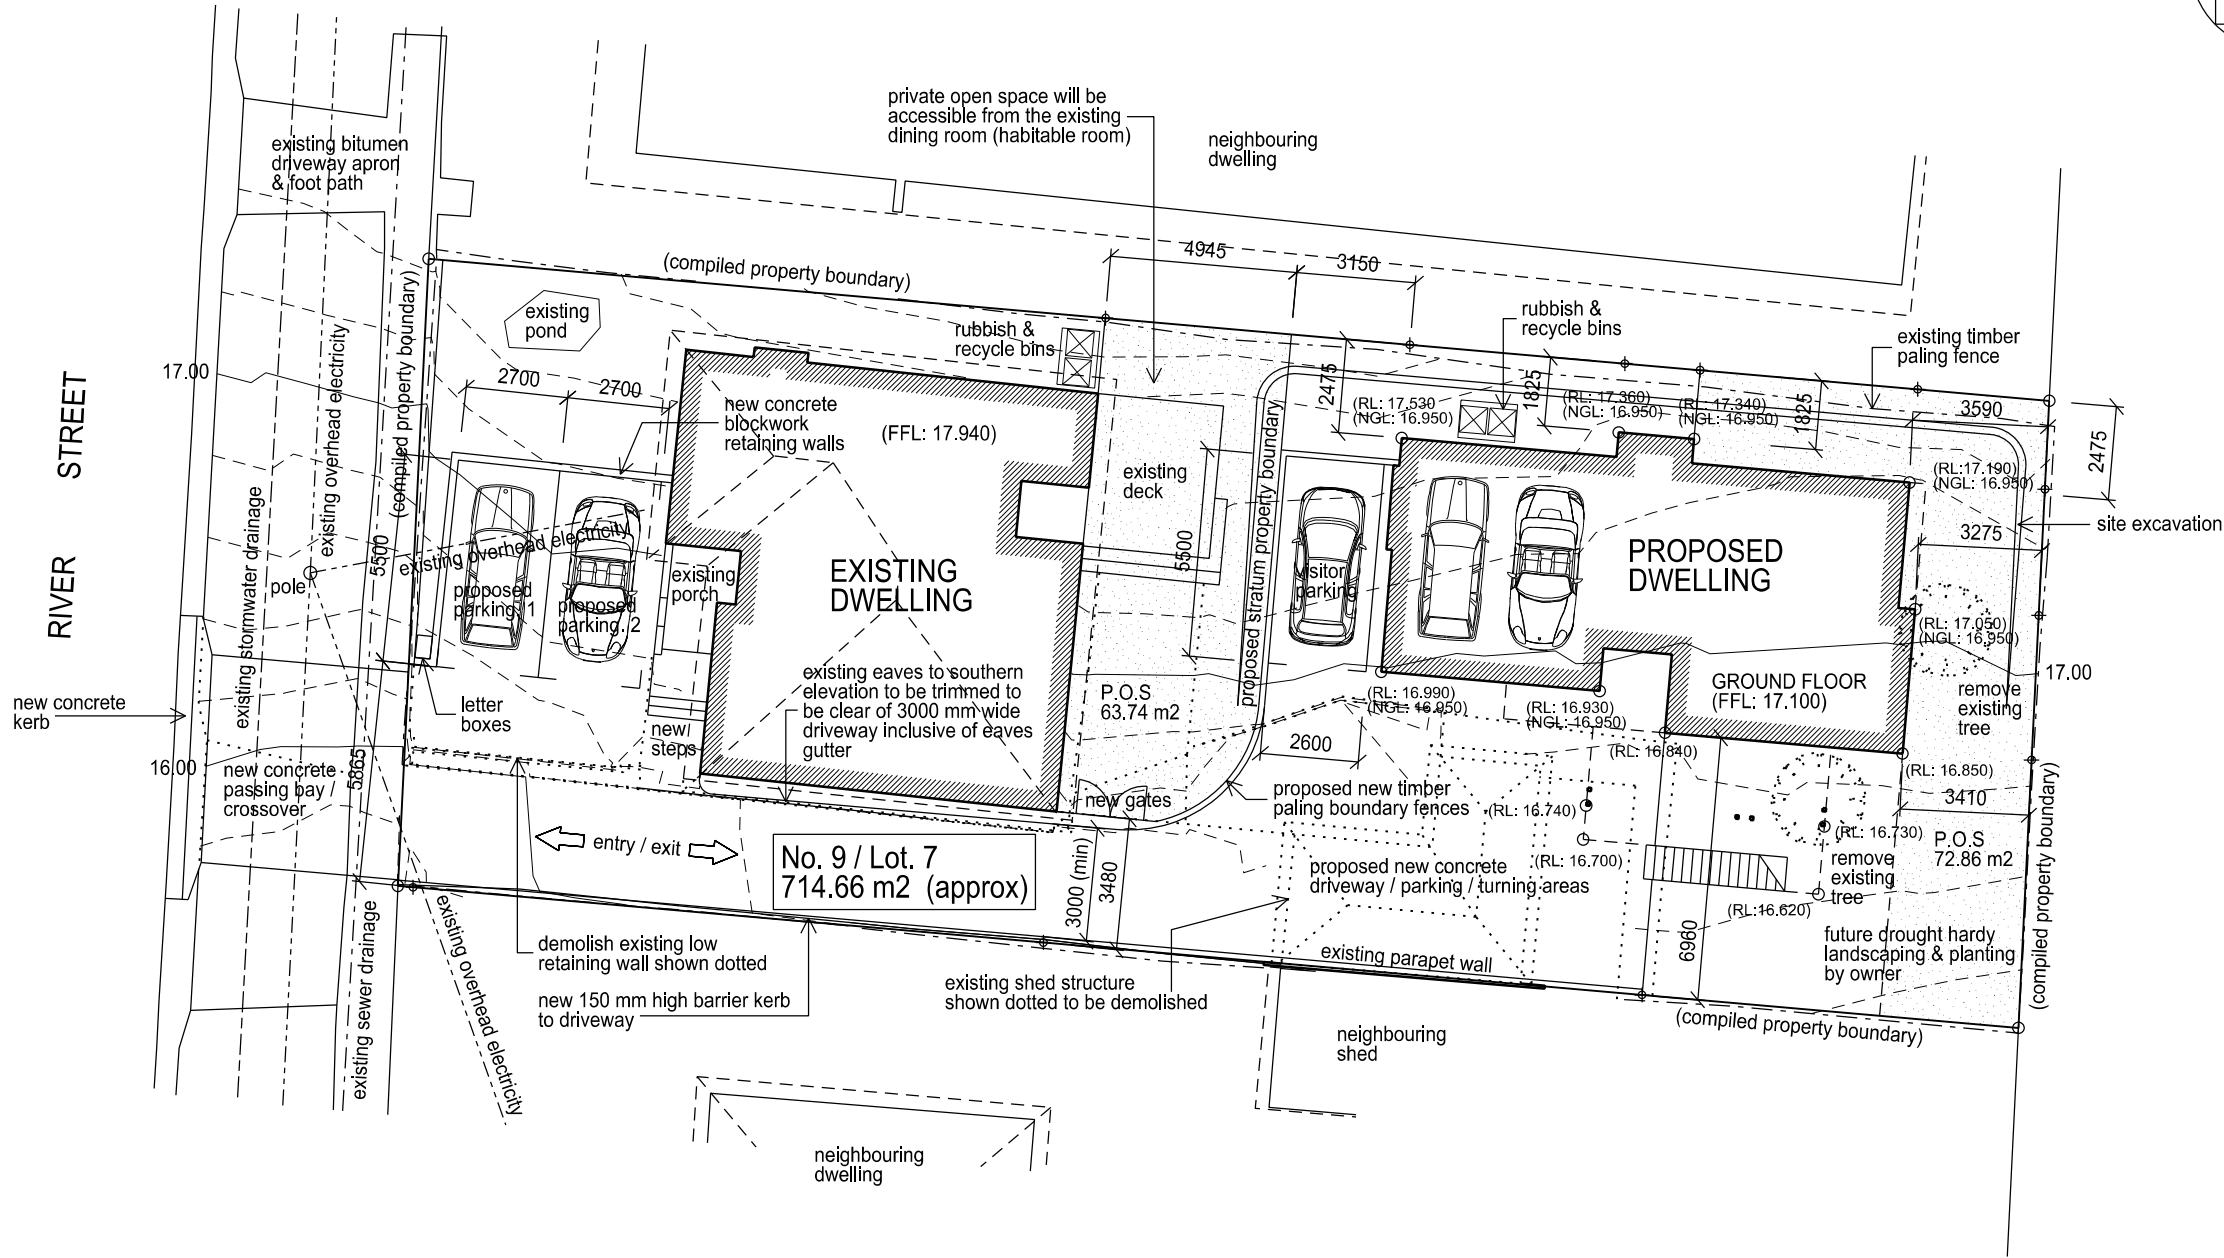 private open space will be
accessible from the existing
dining room (habitable room)
neighbouring
dwelling
existing bitumen
driveway apron
& foot path
4945
3150
(compiled property boundary)
existing
pond
rubbish &
recycle bins
rubbish &
recycle bins
existing timber
paling fence
(compiled property boundary)
existing overhead electricity
17.00
RIVER STREET
2700
2700
new concrete
blockwork
retaining walls
(FFL: 17.940)
2475
1825
1825
3590
2475
(RL: 17.530
(NGL: 16.950)
(RL: 17.360)
(NGL: 16.950)
(RL: 17.340)
(NGL: 16.950)
(RL:17.190)
(NGL: 16.950)
existing
deck
proposed stratum property boundary
existing stormwater drainage
existing overhead electricity
5500
5500
site excavation
3275
pole
proposed
parking. 1
proposed
parking. 2
existing
porch
EXISTING
DWELLING
visitor
parking
PROPOSED
DWELLING
(RL: 17.050)
(NGL: 16.950)
17.00
existing eaves to southern
elevation to be trimmed to
be clear of 3000 mm wide
driveway inclusive of eaves
gutter
P.O.S
63.74 m2
GROUND FLOOR
(FFL: 17.100)
(RL: 16.990)
(NGL: 16.950)
(RL: 16.930)
(NGL: 16.950)
remove
existing
tree
new concrete
kerb
letter
boxes
new
steps
2600
(RL: 16.840)
(RL: 16.850)
16.00
new concrete
passing bay /
crossover
5865
new gates
proposed new timber
paling boundary fences
(RL: 16.740)
3410
(RL: 16.730)
P.O.S
72.86 m2
entry / exit
No. 9 / Lot. 7
714.66 m2 (approx)
3000 (min)
3480
(RL: 16.700)
proposed new concrete
driveway / parking / turning areas
remove
existing
tree
(RL:16.620)
(compiled property boundary)
existing sewer drainage
existing overhead electricity
demolish existing low
retaining wall shown dotted
existing parapet wall
6960
future drought hardy
landscaping & planting
by owner
new 150 mm high barrier kerb
to driveway
existing shed structure
shown dotted to be demolished
(compiled property boundary)
neighbouring
shed
neighbouring
dwelling